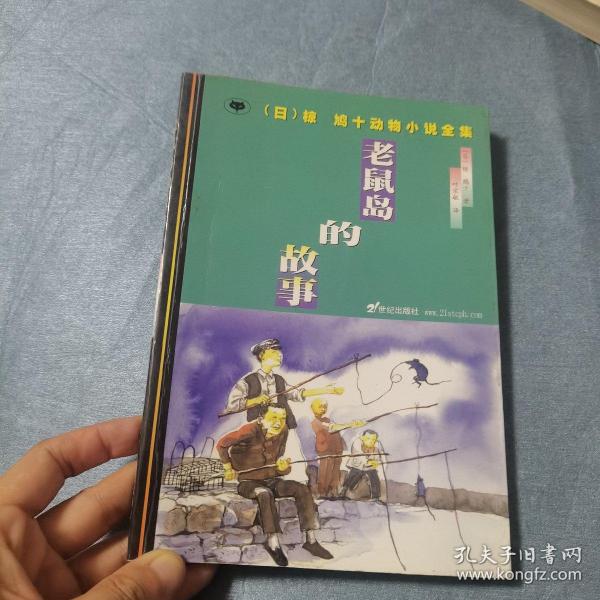 （日）椋 鸠十动物小说全集
老鼠岛
的
故事
21世纪出版社 www.21stcph.com
孔夫子旧书网
www.kongfz.com